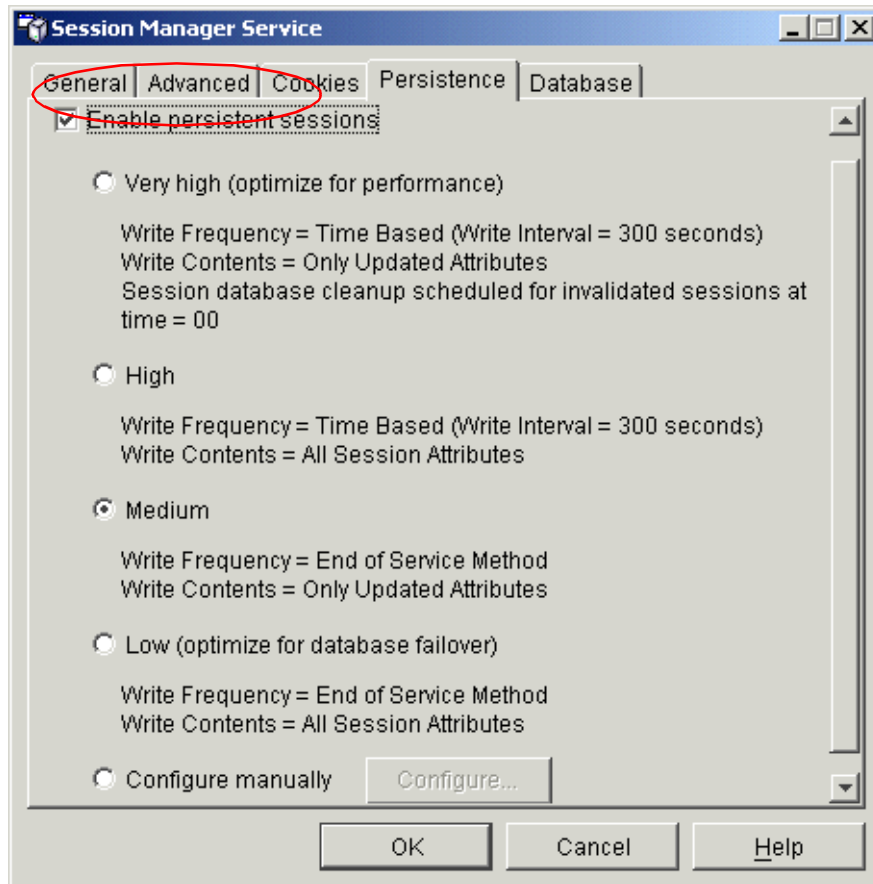 Session Manager Service
General Advanced Cookies Persistence Database
Enable persistent sessions
Very high (optimize for performance)
Write Frequency = Time Based (Write Interval = 300 seconds)
Write Contents = Only Updated Attributes
Session database cleanup scheduled for invalidated sessions at
time = 00
High
Write Frequency = Time Based (Write Interval = 300 seconds)
Write Contents = All Session Attributes
Medium
Write Frequency = End of Service Method
Write Contents = Only Updated Attributes
Low (optimize for database failover)
Write Frequency = End of Service Method
Write Contents = All Session Attributes
Configure manually Configure...
OK Cancel Help